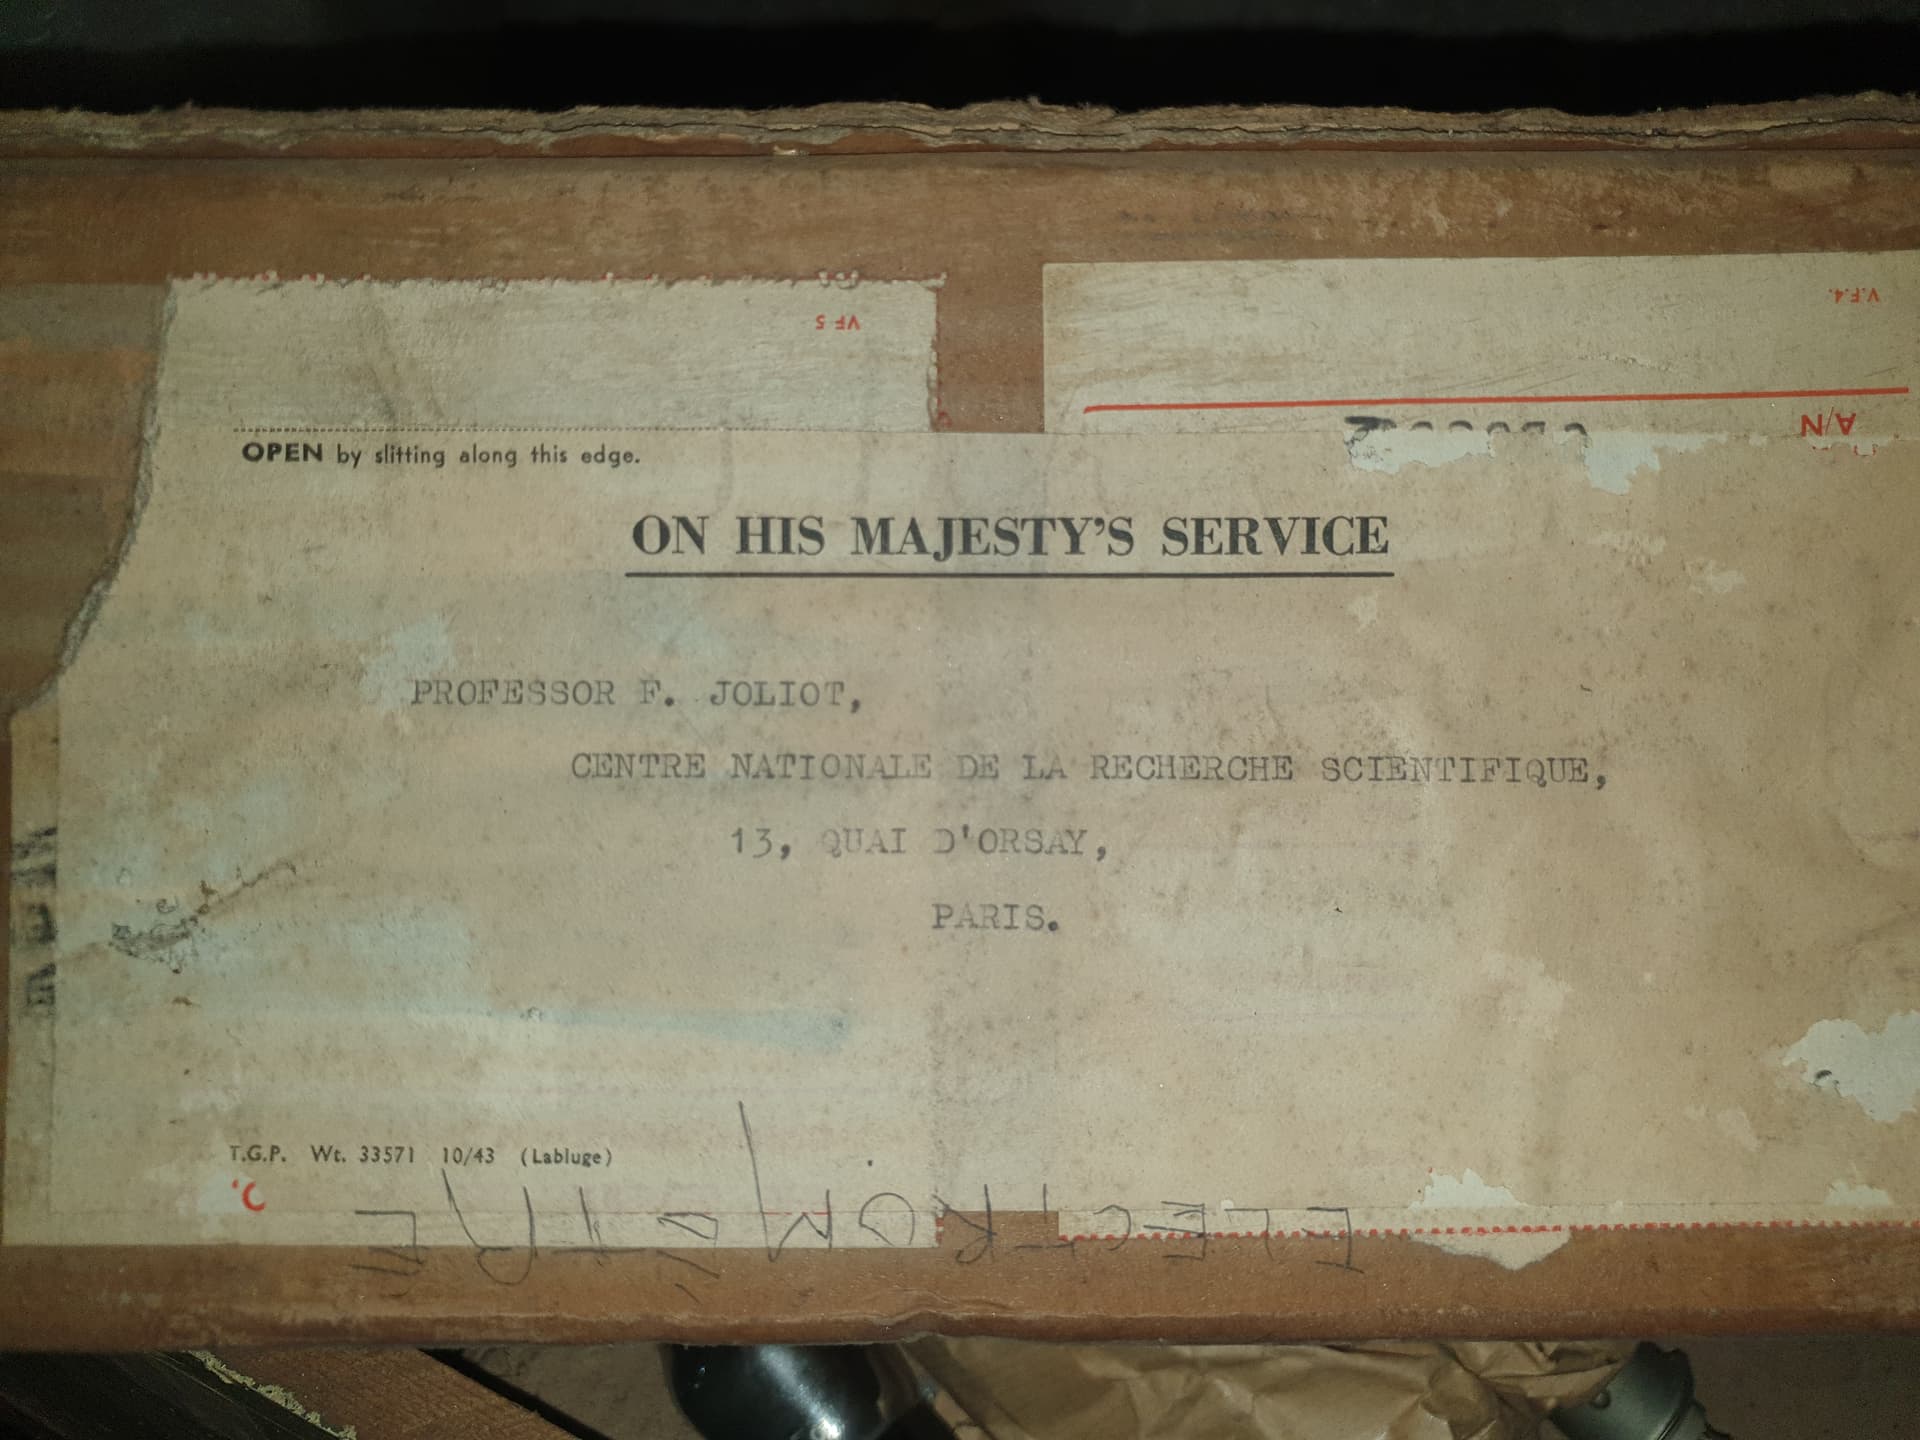 VF 5
V.F.4.
A/N
OPEN by slitting along this edge.
ON HIS MAJESTY'S SERVICE
PROFESSOR F. JOLIOT,
CENTRE NATIONALE DE LA RECHERCHE SCIENTIFIQUE,
13, QUAI D'ORSAY,
PARIS.
T.G.P. Wt. 33571 10/43 (Labluge)
ELECTROMÈTRE